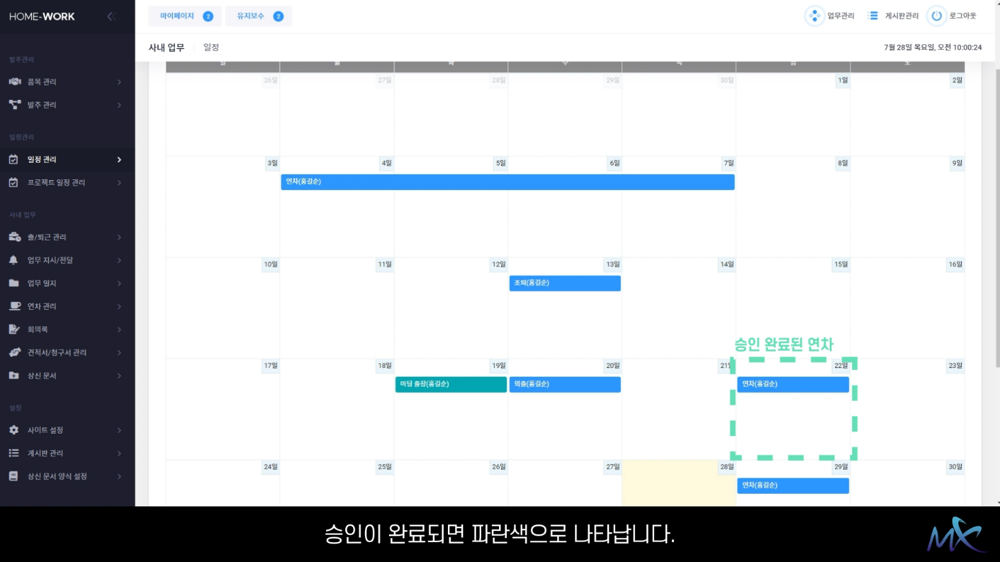 HOME-WORK
마이페이지 2
유지보수 2
업무관리
게시판관리
로그아웃
사내 업무
일정
7월 28일 목요일, 오전 10:00:24
발주관리
품목 관리
발주 관리
일정관리
일정 관리
프로젝트 일정 관리
사내 업무
출/퇴근 관리
업무 지시/전달
업무 일지
연차 관리
회의록
견적서/청구서 관리
상신 문서
설정
사이트 설정
게시판 관리
상신 문서 양식 설정
26일 27일 28일 29일 30일 1일 2일
3일 4일 5일 6일 7일 8일 9일
연차(홍길순)
10일 11일 12일 13일 14일 15일 16일
조퇴(홍길순)
승인 완료된 연차
17일 18일 19일 20일 21일 22일 23일
미팅 출장(홍길순) 외출(홍길순) 연차(홍길순)
24일 25일 26일 27일 28일 29일 30일
연차(홍길순)
승인이 완료되면 파란색으로 나타납니다.
MX